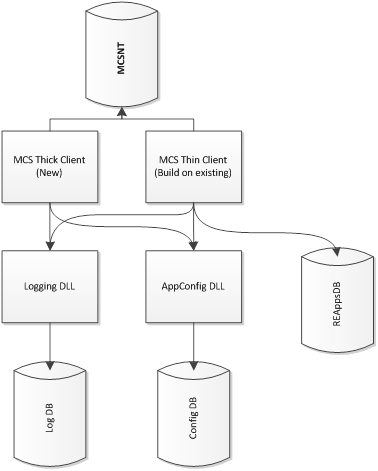 MCSNT
MCS Thick Client
(New)
MCS Thin Client
(Build on existing)
Logging DLL
AppConfig DLL
REAppsDB
Log DB
Config DB